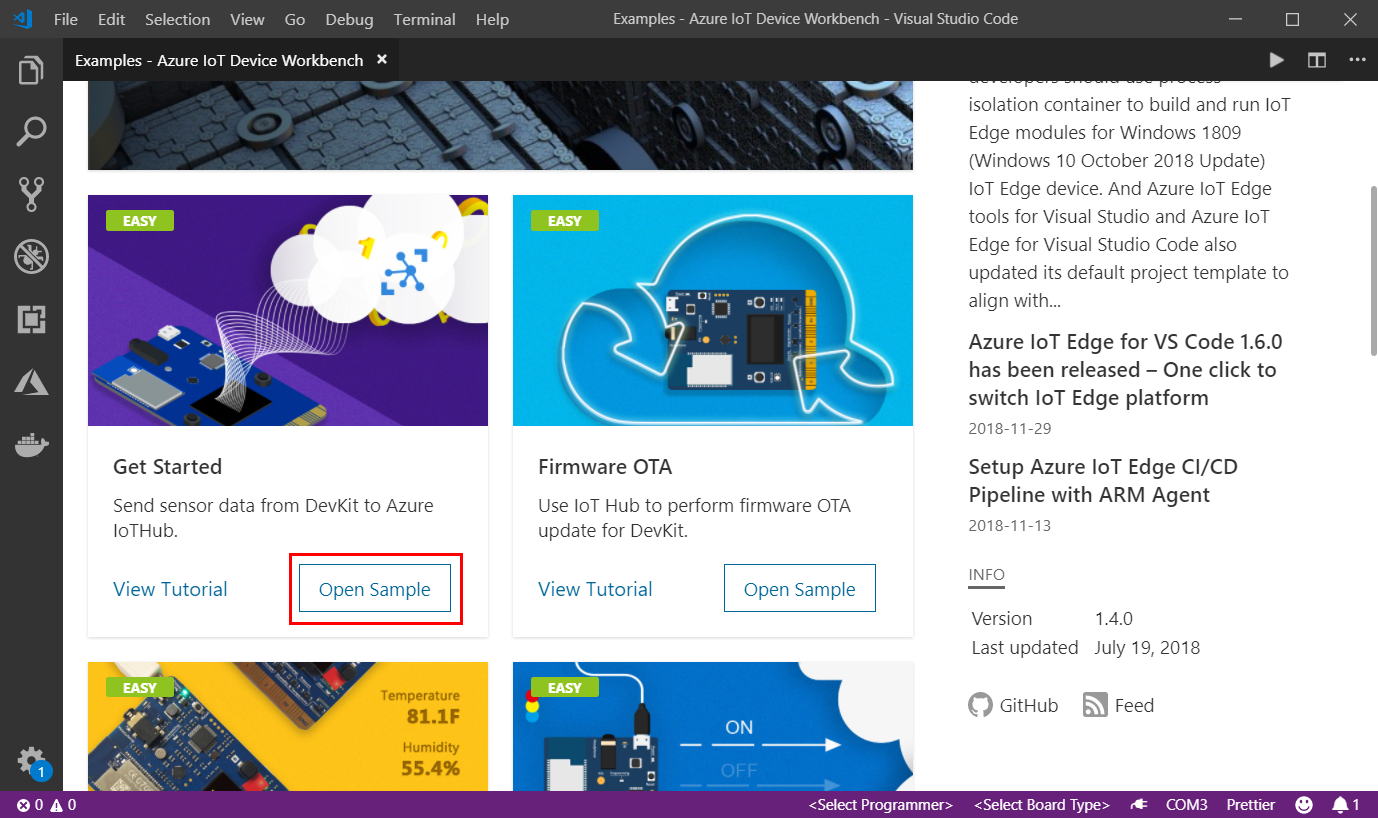 File Edit Selection View Go Debug Terminal Help
Examples - Azure IoT Device Workbench - Visual Studio Code
Examples - Azure IoT Device Workbench
EASY
Get Started
Send sensor data from DevKit to Azure
IoTHub.
View Tutorial
Open Sample
EASY
Firmware OTA
Use IoT Hub to perform firmware OTA
update for DevKit.
View Tutorial
Open Sample
EASY
Temperature
81.1F
Humidity
55.4%
EASY
ON
OFF
developers should use process
isolation container to build and run IoT
Edge modules for Windows 1809
(Windows 10 October 2018 Update)
IoT Edge device. And Azure IoT Edge
tools for Visual Studio and Azure IoT
Edge for Visual Studio Code also
updated its default project template to
align with...
Azure IoT Edge for VS Code 1.6.0
has been released – One click to
switch IoT Edge platform
2018-11-29
Setup Azure IoT Edge CI/CD
Pipeline with ARM Agent
2018-11-13
INFO
Version 1.4.0
Last updated July 19, 2018
GitHub Feed
1
0 0
<Select Programmer> <Select Board Type> COM3 Prettier 1